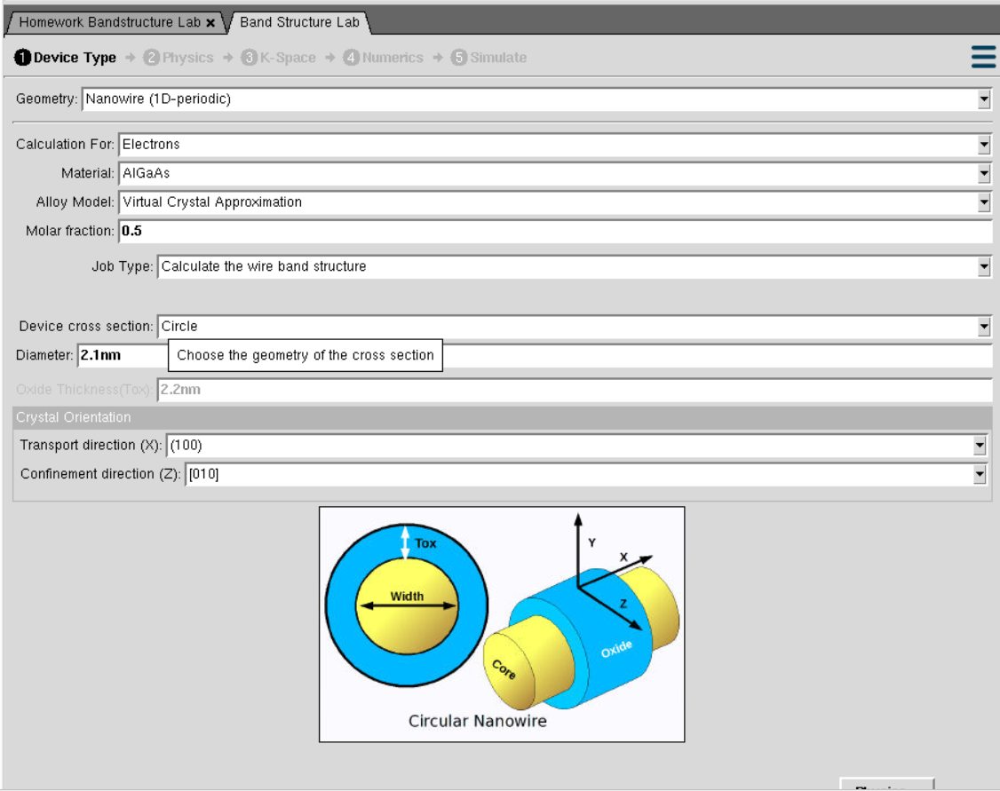 Homework Bandstructure Lab ✖ Band Structure Lab
1 Device Type → 2 Physics → 3 K-Space → 4 Numerics → 5 Simulate
Geometry: Nanowire (1D-periodic)
Calculation For: Electrons
Material: AlGaAs
Alloy Model: Virtual Crystal Approximation
Molar fraction: 0.5
Job Type: Calculate the wire band structure
Device cross section: Circle
Diameter: 2.1nm
Choose the geometry of the cross section
Oxide Thickness(Tox): 2.2nm
Crystal Orientation
Transport direction (X): (100)
Confinement direction (Z): [010]
Tox
Width
Y
X
Z
Oxide
Core
Circular Nanowire